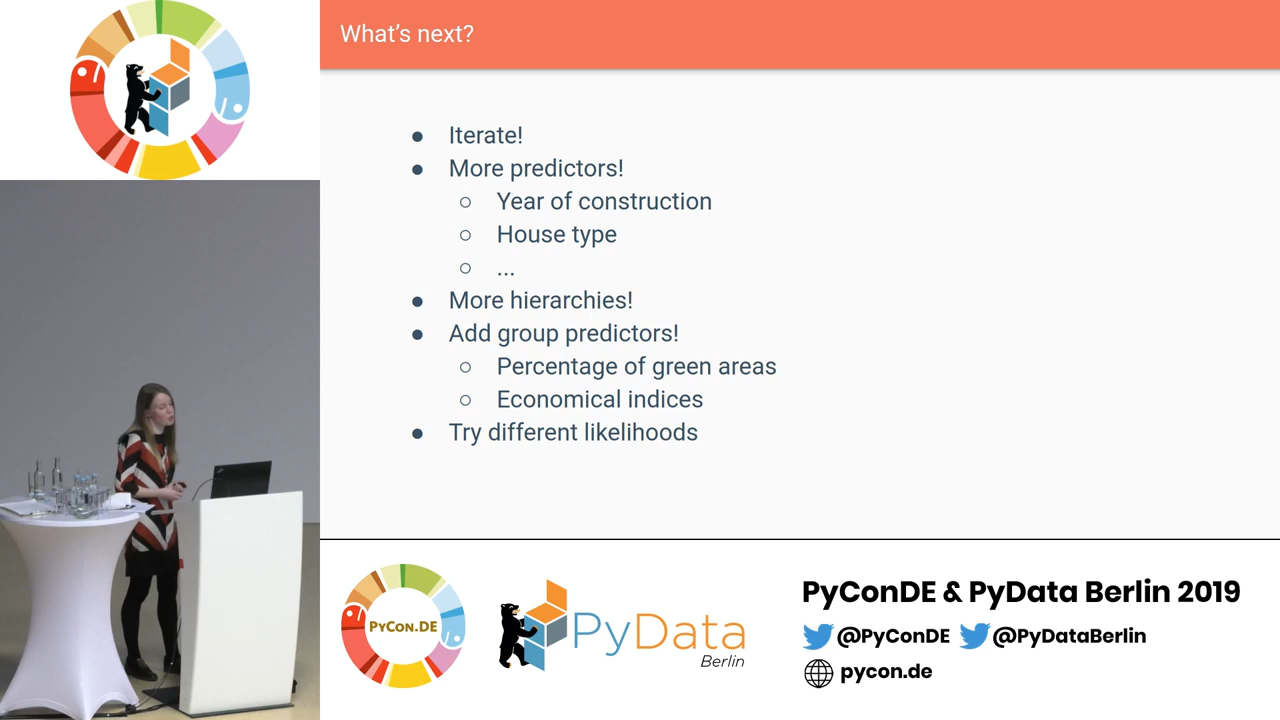 What's next?
● Iterate!
● More predictors!
○ Year of construction
○ House type
○ ...
● More hierarchies!
● Add group predictors!
○ Percentage of green areas
○ Economical indices
● Try different likelihoods
PYCON.DE
PyData
Berlin
PyConDE & PyData Berlin 2019
@PyConDE @PyDataBerlin
pycon.de